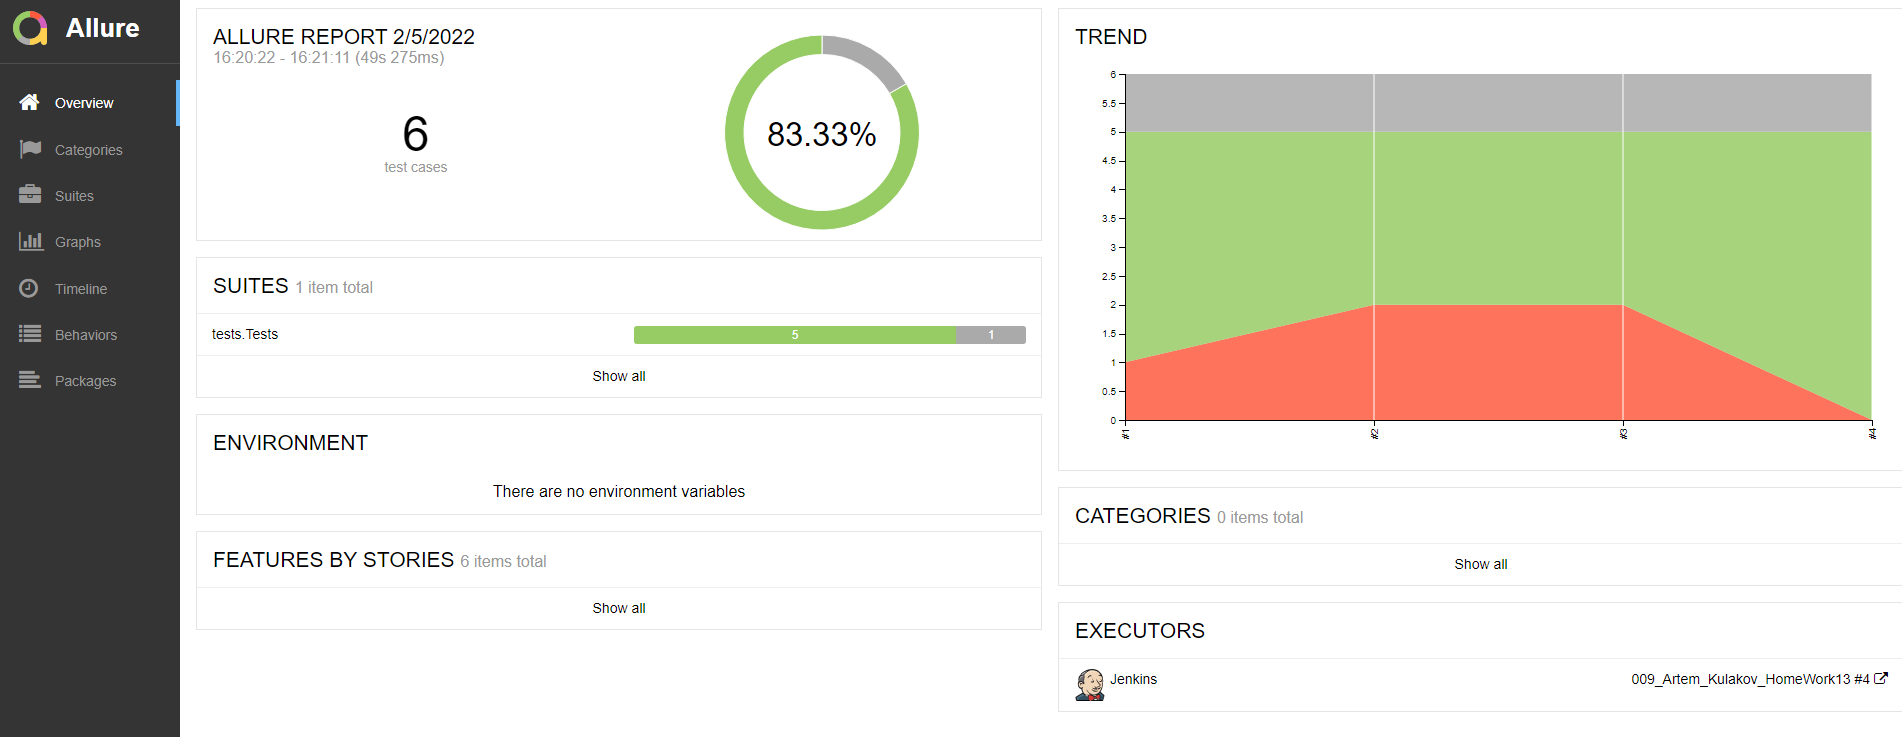 Allure
Overview
Categories
Suites
Graphs
Timeline
Behaviors
Packages
ALLURE REPORT 2/5/2022
16:20:22 - 16:21:11 (49s 275ms)
6
test cases
83.33%
SUITES 1 item total
tests.Tests 5 1
Show all
ENVIRONMENT
There are no environment variables
FEATURES BY STORIES 6 items total
Show all
TREND
6
5.5
5
4.5
4
3.5
3
2.5
2
1.5
1
0.5
0
#1 #2 #3 #4
CATEGORIES 0 items total
Show all
EXECUTORS
Jenkins 009_Artem_Kulakov_HomeWork13 #4